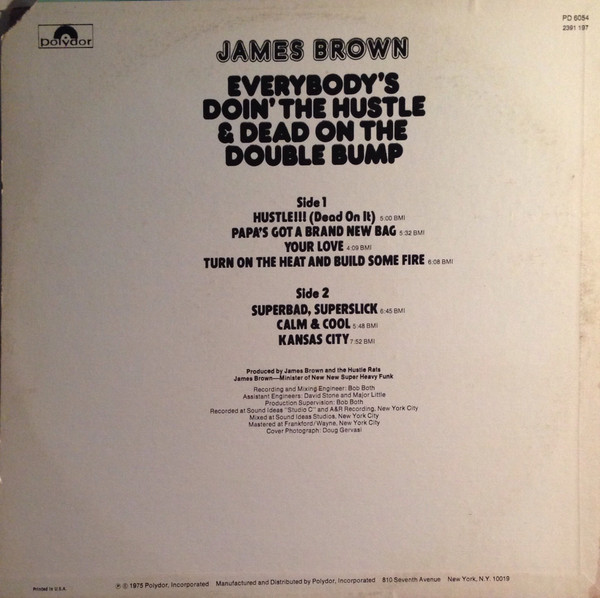 Polydor
PD 6054
2391 197
JAMES BROWN
EVERYBODY'S
DOIN' THE HUSTLE
& DEAD ON THE
DOUBLE BUMP
Side 1
HUSTLE!!! (Dead On It) 5:00 BMI
PAPA'S GOT A BRAND NEW BAG 5:32 BMI
YOUR LOVE 4:09 BMI
TURN ON THE HEAT AND BUILD SOME FIRE 6:08 BMI
Side 2
SUPERBAD, SUPERSLICK 6:45 BMI
CALM & COOL 5:48 BMI
KANSAS CITY 7:52 BMI
Produced by James Brown and the Hustle Rats
James Brown—Minister of New New Super Heavy Funk
Recording and Mixing Engineer: Bob Both
Assistant Engineers: David Stone and Major Little
Production Supervision: Bob Both
Recorded at Sound Ideas "Studio C" and A&R Recording, New York City
Mixed at Sound Ideas Studios, New York City
Mastered at Frankford/Wayne, New York City
Cover Photograph: Doug Gervasi
Printed in U.S.A.
℗ © 1975 Polydor, Incorporated Manufactured and Distributed by Polydor, Incorporated 810 Seventh Avenue New York, N.Y. 10019